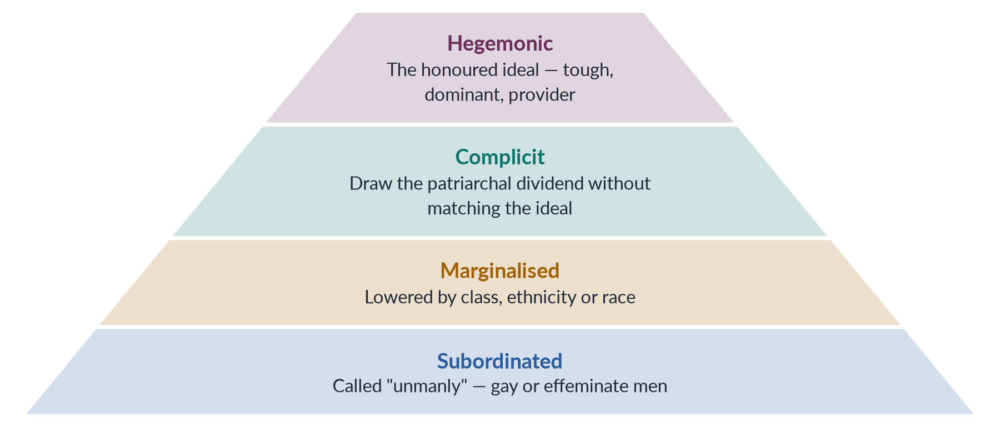 Hegemonic
The honoured ideal — tough,
dominant, provider
Complicit
Draw the patriarchal dividend without
matching the ideal
Marginalised
Lowered by class, ethnicity or race
Subordinated
Called "unmanly" — gay or effeminate men